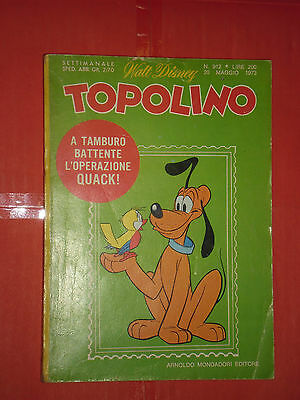 SETTIMANALE
SPED. ABB. GR. 2/70
Walt Disney
N. 912 * LIRE 200
20 MAGGIO 1973
TOPOLINO
A TAMBURO
BATTENTE
L'OPERAZIONE
QUACK!
ARNOLDO MONDADORI EDITORE